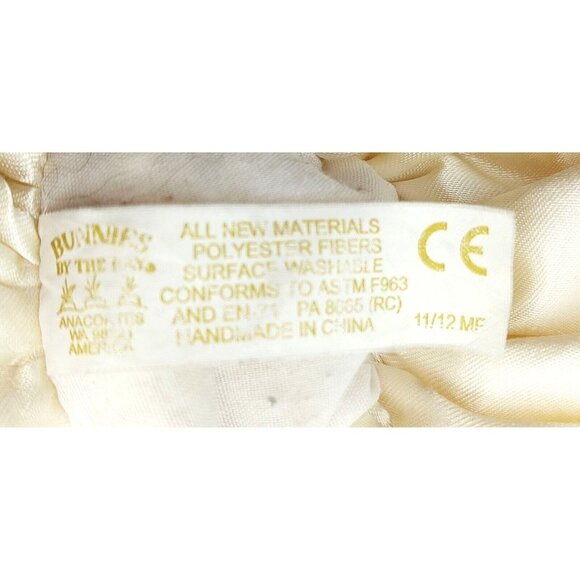 BUNNIES
BY THE BAY
ANACORTES
WA
AMERICA
ALL NEW MATERIALS
POLYESTER FIBERS
SURFACE WASHABLE
CONFORMS TO ASTM F963
AND EN-71 PA 8665 (RC)
HANDMADE IN CHINA
CE
11/12 MF